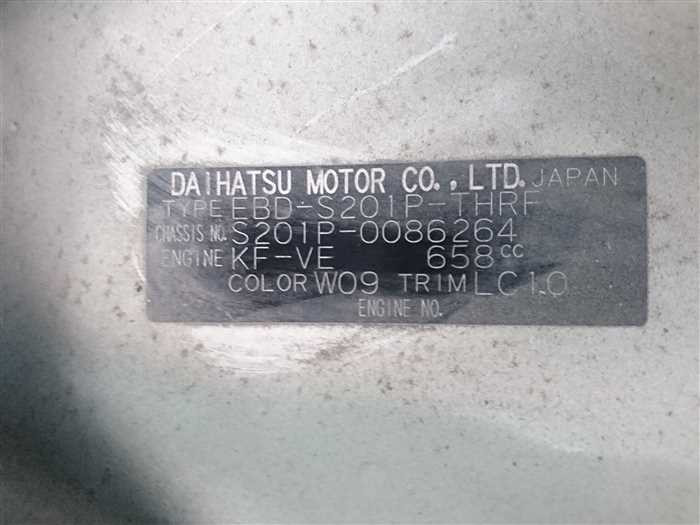 DAIHATSU MOTOR CO., LTD. JAPAN
TYPE EBD-S201P-THRF
CHASSIS NO. S201P-0086264
ENGINE KF-VE 658cc
COLOR W09 TRIM LC10
ENGINE NO.